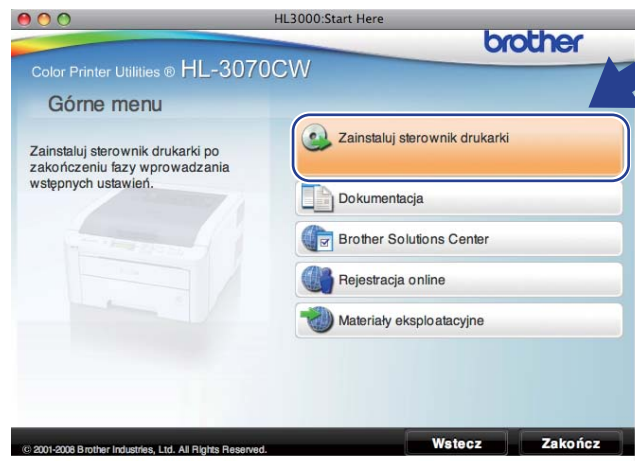 HL3000:Start Here
brother
Color Printer Utilities ® HL-3070CW
Górne menu
Zainstaluj sterownik drukarki po
zakończeniu fazy wprowadzania
wstępnych ustawień.
Zainstaluj sterownik drukarki
Dokumentacja
Brother Solutions Center
Rejestracja online
Materiały eksploatacyjne
© 2001-2008 Brother Industries, Ltd. All Rights Reserved.
Wstecz
Zakończ